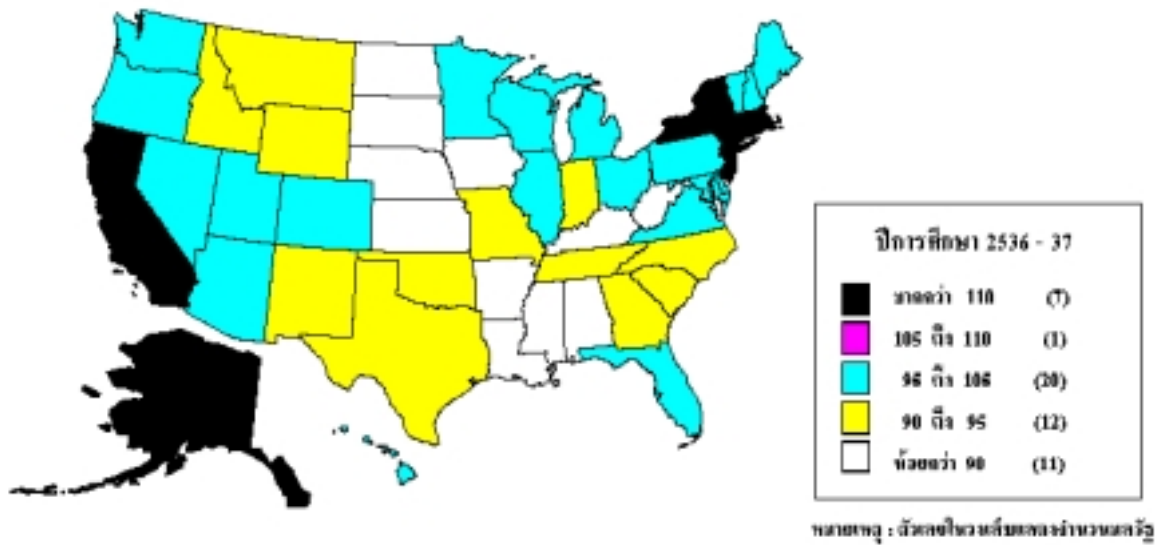 ปีการศึกษา 2536 - 37
มากกว่า 110 (7)
105 ถึง 110 (1)
96 ถึง 106 (20)
90 ถึง 95 (12)
น้อยกว่า 90 (11)
หมายเหตุ : ตัวเลขในวงเล็บแสดงจำนวนมลรัฐ